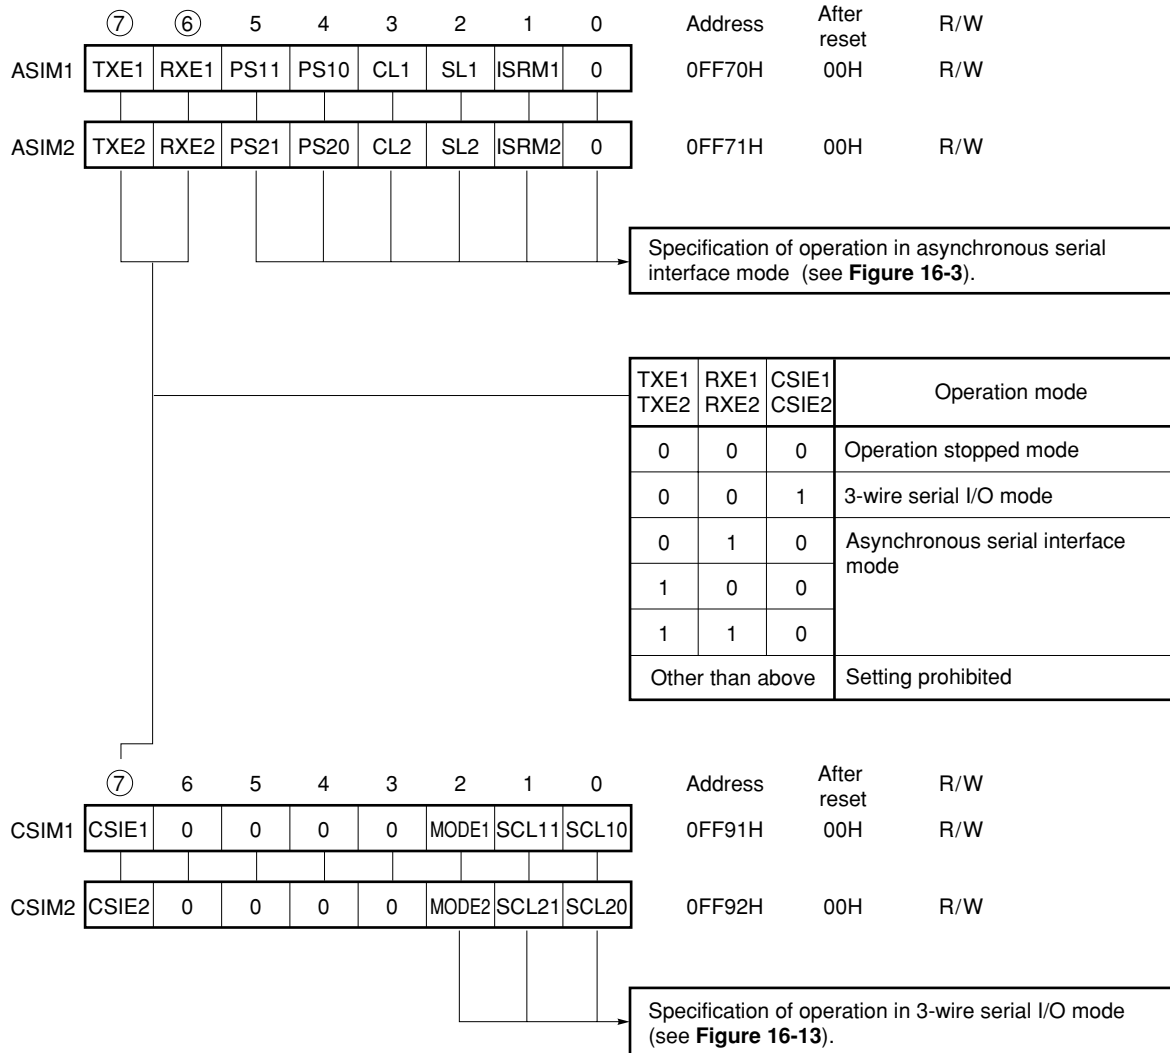 ⑦ ⑥ 5 4 3 2 1 0 Address After reset R/W
ASIM1 TXE1 RXE1 PS11 PS10 CL1 SL1 ISRM1 0 0FF70H 00H R/W
ASIM2 TXE2 RXE2 PS21 PS20 CL2 SL2 ISRM2 0 0FF71H 00H R/W
Specification of operation in asynchronous serial
interface mode (see Figure 16-3).
TXE1 RXE1 CSIE1 Operation mode
TXE2 RXE2 CSIE2
0 0 0 Operation stopped mode
0 0 1 3-wire serial I/O mode
0 1 0 Asynchronous serial interface
mode
1 0 0
1 1 0
Other than above Setting prohibited
⑦ 6 5 4 3 2 1 0 Address After reset R/W
CSIM1 CSIE1 0 0 0 0 MODE1 SCL11 SCL10 0FF91H 00H R/W
CSIM2 CSIE2 0 0 0 0 MODE2 SCL21 SCL20 0FF92H 00H R/W
Specification of operation in 3-wire serial I/O mode
(see Figure 16-13).